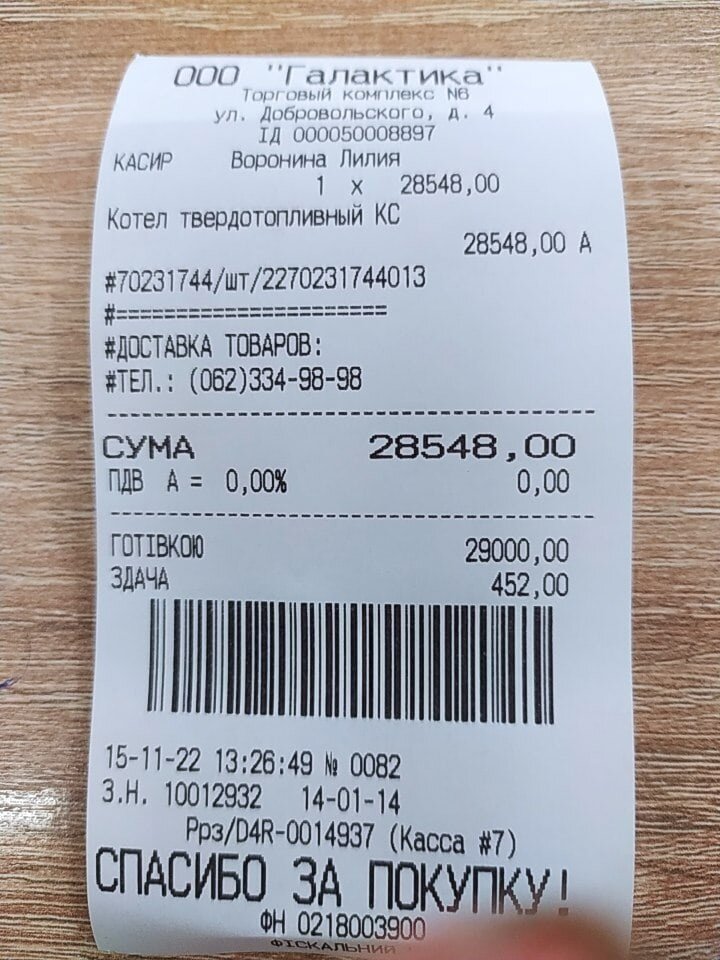 ООО "Галактика"
Торговый комплекс №6
ул. Добровольского, д. 4
ІД 000050008897
КАСИР Воронина Лилия
1 x 28548,00
Котел твердотопливный КС
28548,00 А
#70231744/шт/2270231744013
#=====================
#ДОСТАВКА ТОВАРОВ:
#ТЕЛ.: (062)334-98-98
СУМА 28548,00
ПДВ А = 0,00% 0,00
ГОТІВКОЮ 29000,00
ЗДАЧА 452,00
15-11-22 13:26:49 № 0082
З.Н. 10012932 14-01-14
Ррз/D4R-0014937 (Касса #7)
СПАСИБО ЗА ПОКУПКУ!
ФН 0218003900
ФІСКАЛЬНИЙ